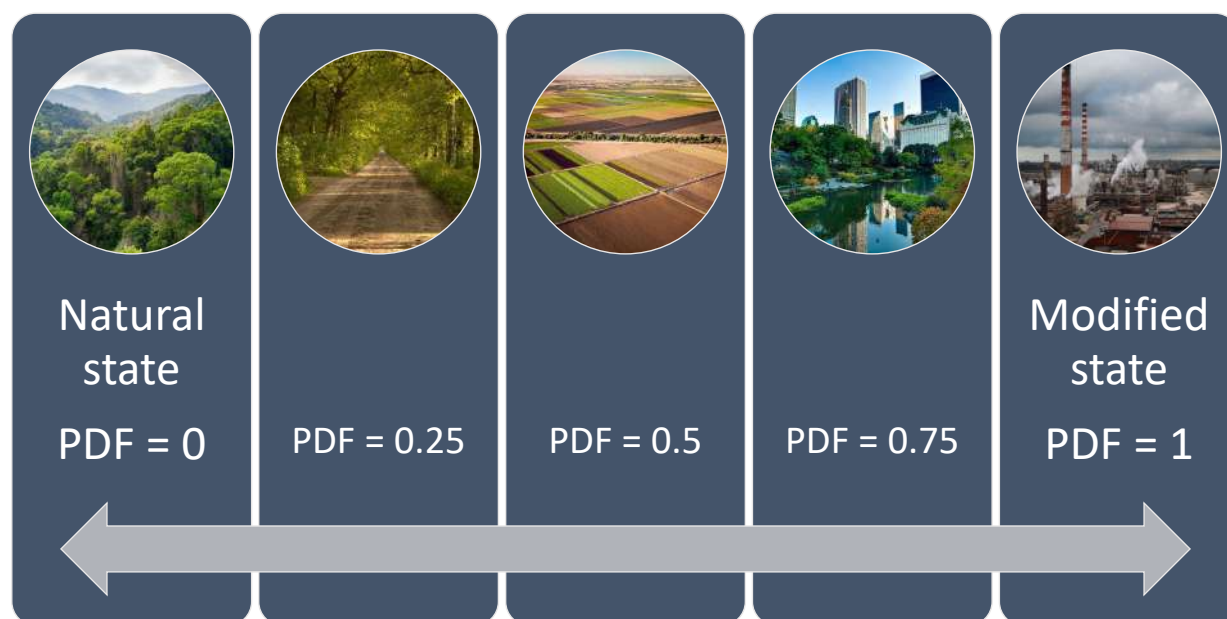 Natural
state
PDF = 0
PDF = 0.25
PDF = 0.5
PDF = 0.75
Modified
state
PDF = 1